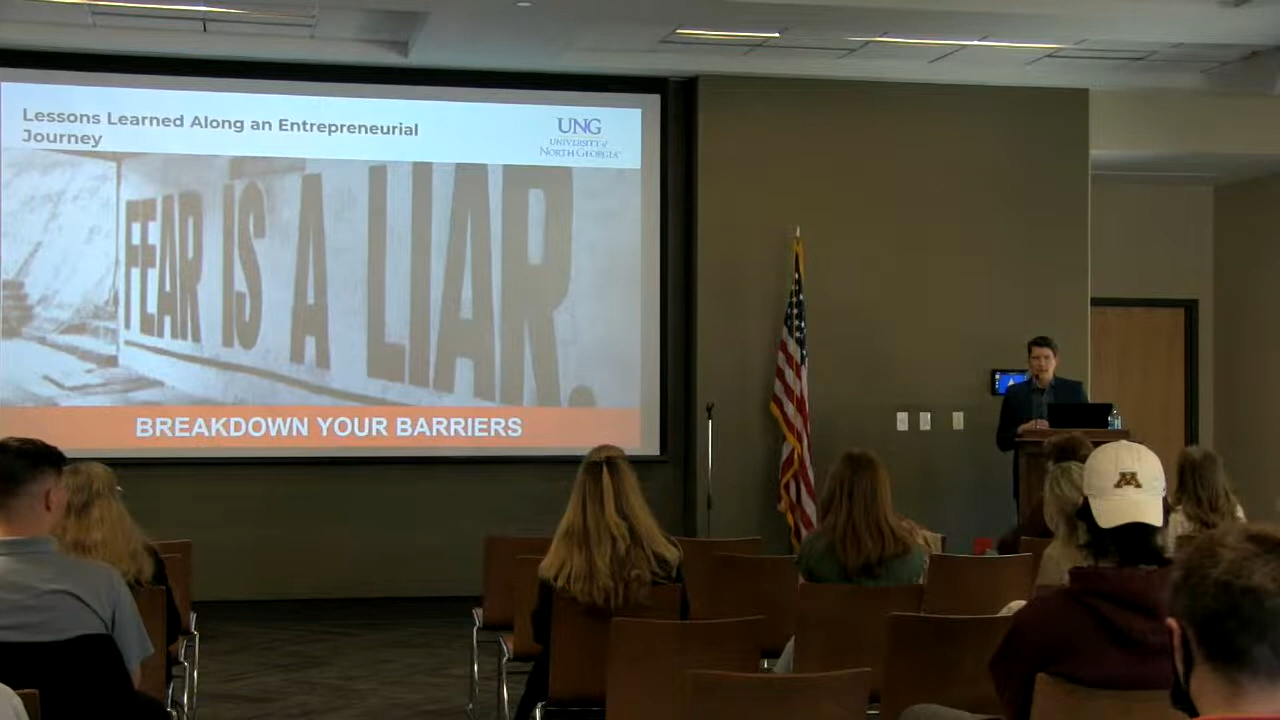 Lessons Learned Along an Entrepreneurial
Journey
UNG
UNIVERSITY of
NORTH GEORGIA
FEAR IS A LIAR.
BREAKDOWN YOUR BARRIERS
M